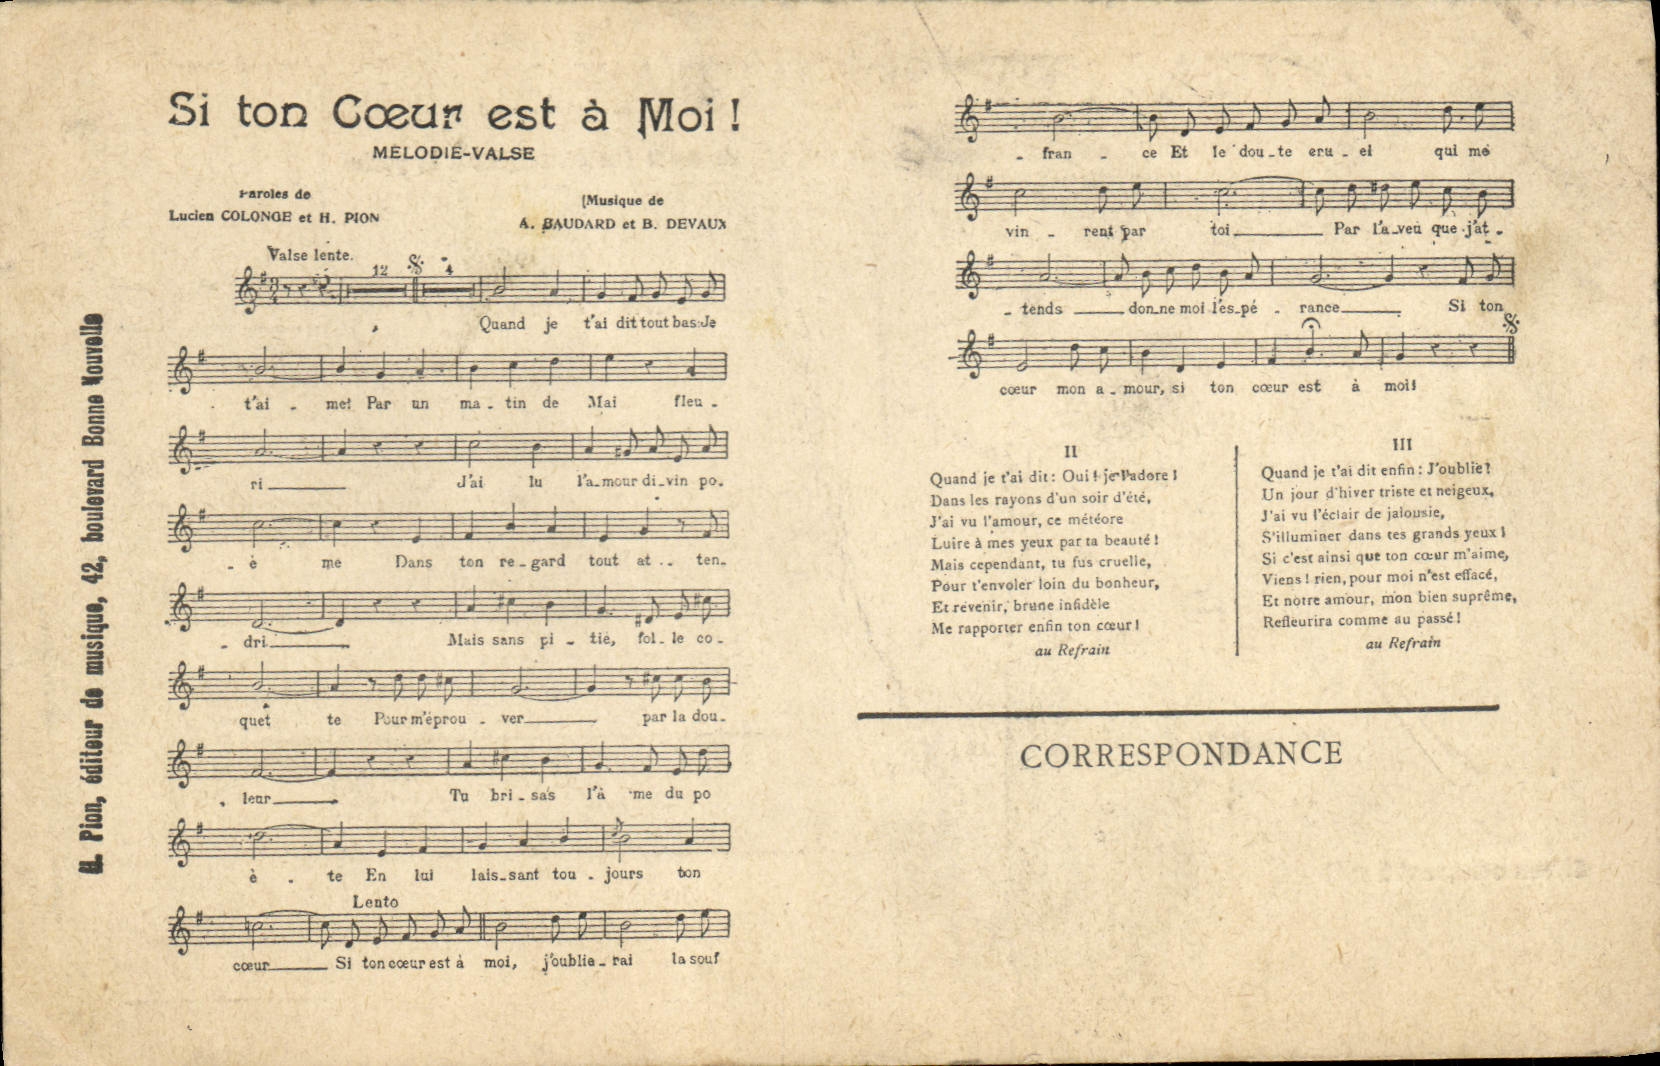 Si ton Cœur est à Moi !
MÉLODIE-VALSE
Paroles de
Lucien COLONGE et H. PION
Musique de
A. BAUDARD et B. DEVAUX
Valse lente.
12 4
Quand je t'ai dit tout bas: Je
t'ai - me! Par un ma - tin de Mai fleu -
ri J'ai lu l'a-mour di-vin po-
- è me Dans ton re-gard tout at - ten-
- dri Mais sans pi - tié, fol - le co -
quet te Pour m'éprou - ver par la dou-
leur Tu bri - sas l'â me du po
è - te En lui lais-sant tou - jours ton
Lento
cœur Si ton cœur est à moi, j'oublie - rai la souf
- fran - ce Et le dou-te cru - el qui me
vin - rent par toi Par l'a-veu que j'at -
- tends don-ne moi l'es-pé - rance Si ton
cœur mon a - mour, si ton cœur est à moi!
II
Quand je t'ai dit : Oui ! je t'adore !
Dans les rayons d'un soir d'été,
J'ai vu l'amour, ce météore
Luire à mes yeux par ta beauté !
Mais cependant, tu fus cruelle,
Pour t'envoler loin du bonheur,
Et revenir, brune infidèle
Me rapporter enfin ton cœur !
au Refrain
III
Quand je t'ai dit enfin : J'oublie !
Un jour d'hiver triste et neigeux,
J'ai vu l'éclair de jalousie,
S'illuminer dans tes grands yeux !
Si c'est ainsi que ton cœur m'aime,
Viens ! rien, pour moi n'est effacé,
Et notre amour, mon bien suprême,
Refleurira comme au passé !
au Refrain
CORRESPONDANCE
H. Pion, éditeur de musique, 42, boulevard Bonne Nouvelle